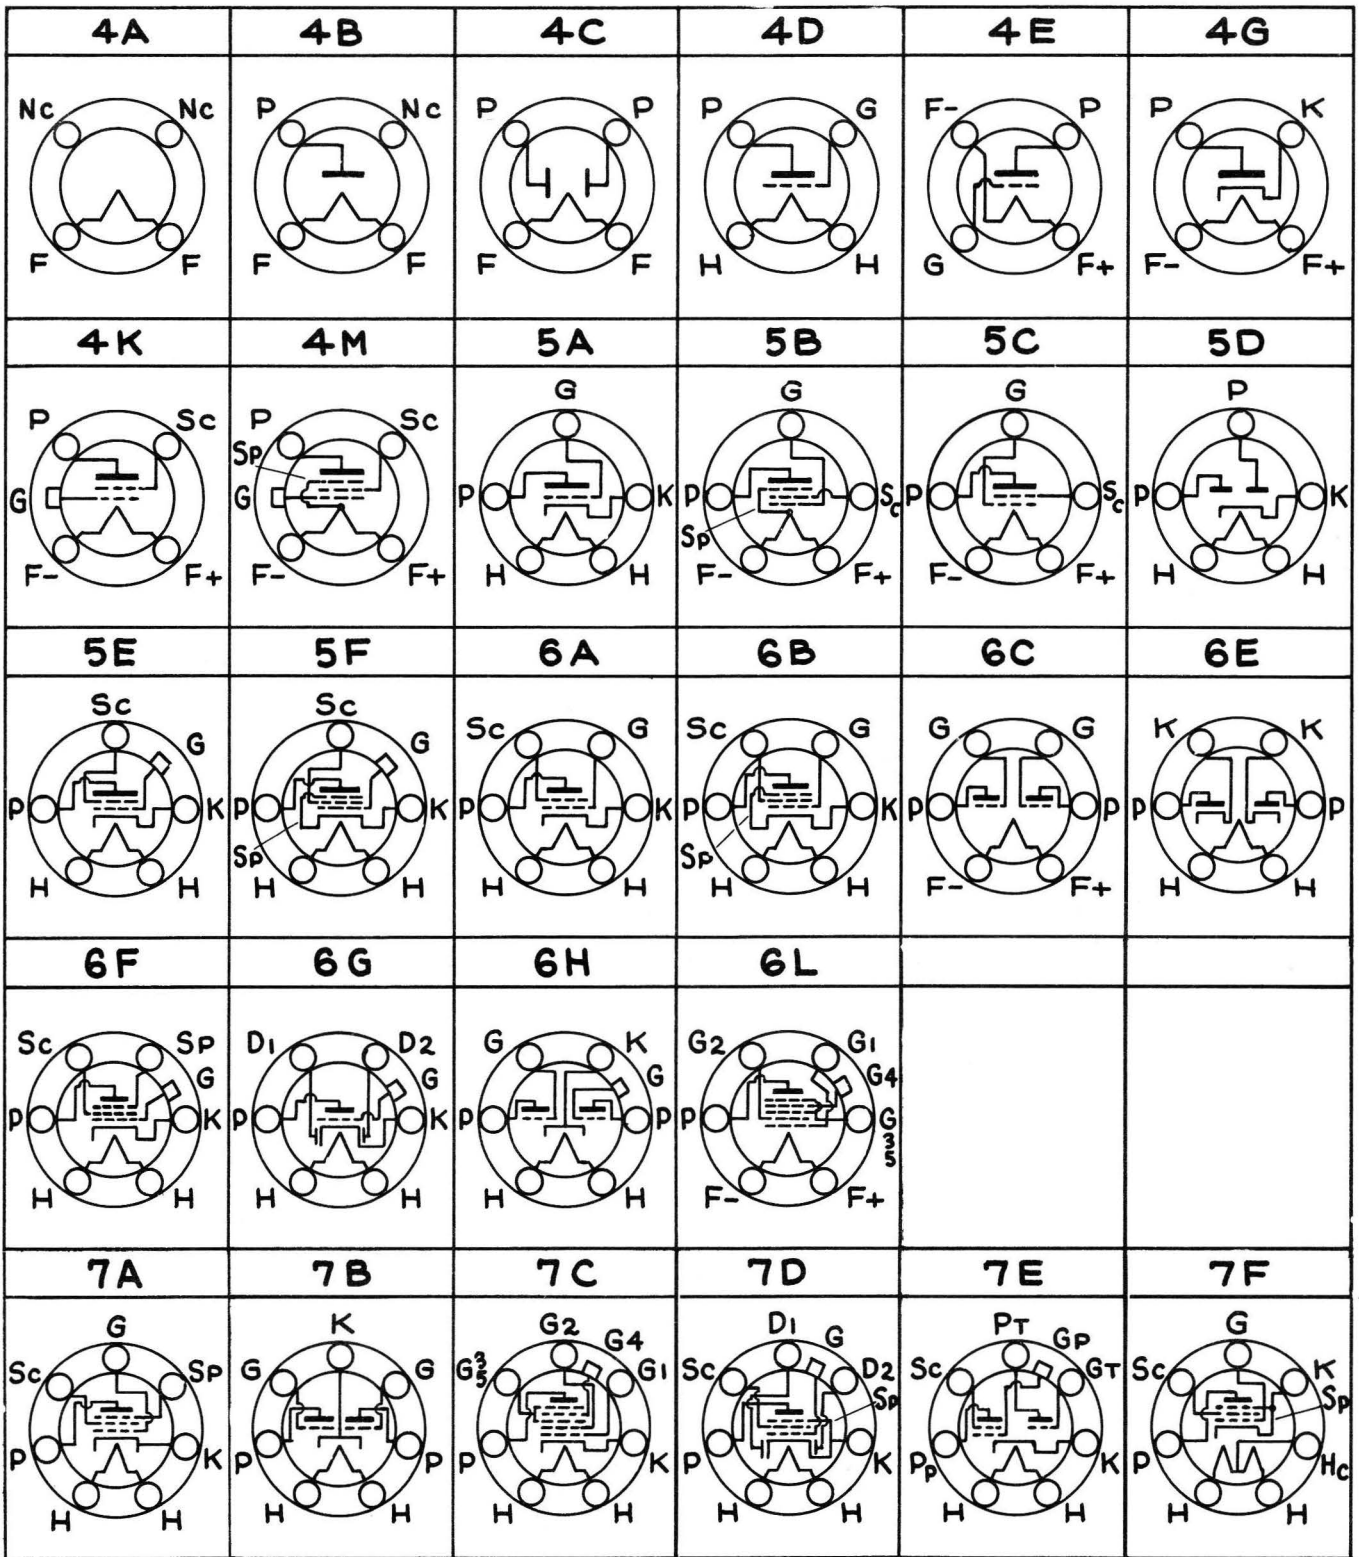 4A 4B 4C 4D 4E 4G
Nc Nc P Nc P P P G F- P P K
F F F F F F H H G F+ F- F+
4K 4M 5A 5B 5C 5D
G G G P
P Sc P Sc
Sp
G G P K P Sc P Sc P K
Sp
F- F+ F- F+ H H F- F+ F- F+ H H
5E 5F 6A 6B 6C 6E
Sc Sc
G G Sc G Sc G G G K K
P K P K P K P K P P P P
Sp Sp
H H H H H H H H F- F+ H H
6F 6G 6H 6L
Sc Sp D1 D2 G K G2 G1
G G G G4
P K P K P P P G
3
5
H H H H H H F- F+
7A 7B 7C 7D 7E 7F
G K G2 D1 PT G
G4 G GP
Sc Sp G G G3 5 G1 Sc D2 Sc GT Sc K
Sp Sp
P K P P P K P K PP K P Hc
H H H H H H H H H H H H